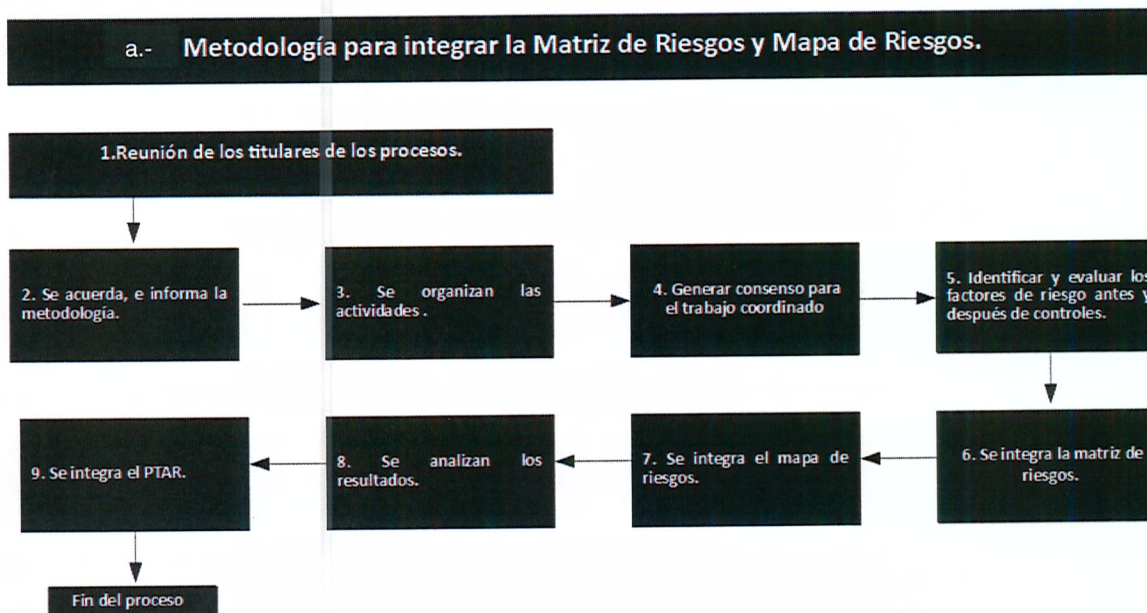 a.- Metodología para integrar la Matriz de Riesgos y Mapa de Riesgos.
1.Reunión de los titulares de los procesos.
2. Se acuerda, e informa la
metodología.
3. Se organizan las
actividades .
4. Generar consenso para
el trabajo coordinado
5. Identificar y evaluar los
factores de riesgo antes y
después de controles.
6. Se integra la matriz de
riesgos.
7. Se integra el mapa de
riesgos.
8. Se analizan los
resultados.
9. Se integra el PTAR.
Fin del proceso